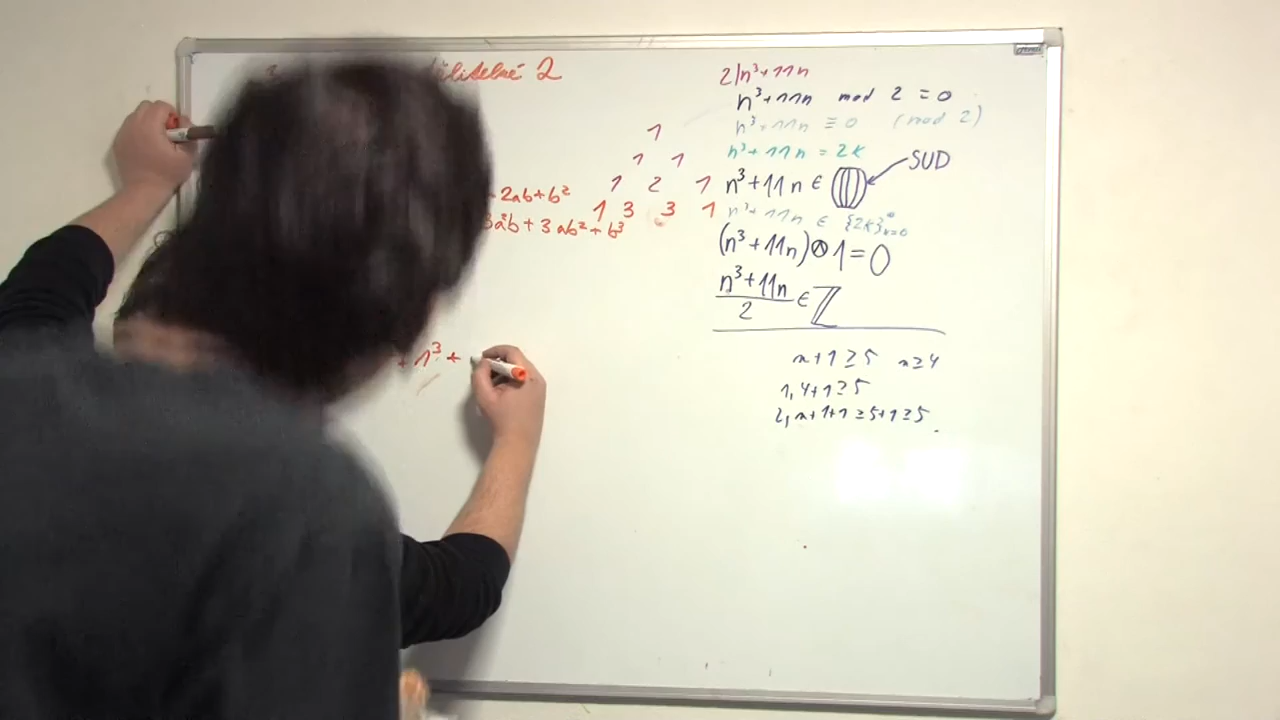 dělitelné 2
+ 2ab + b²
3a²b + 3ab² + b³
+ 1³ +
1
1 1
1 2 1
1 3 3 1
2|n³+11n
n³+11n mod 2 = 0
n³+11n ≡ 0 (mod 2)
n³+11n = 2k
n³+11n ∈
SUD
n³+11n ∈ {2k}
(n³+11n)⊗1=0
n³+11n
2
∈ ℤ
n+1≥5 n≥4
1, 4+1≥5
2, n+1+1≥5+1≥5